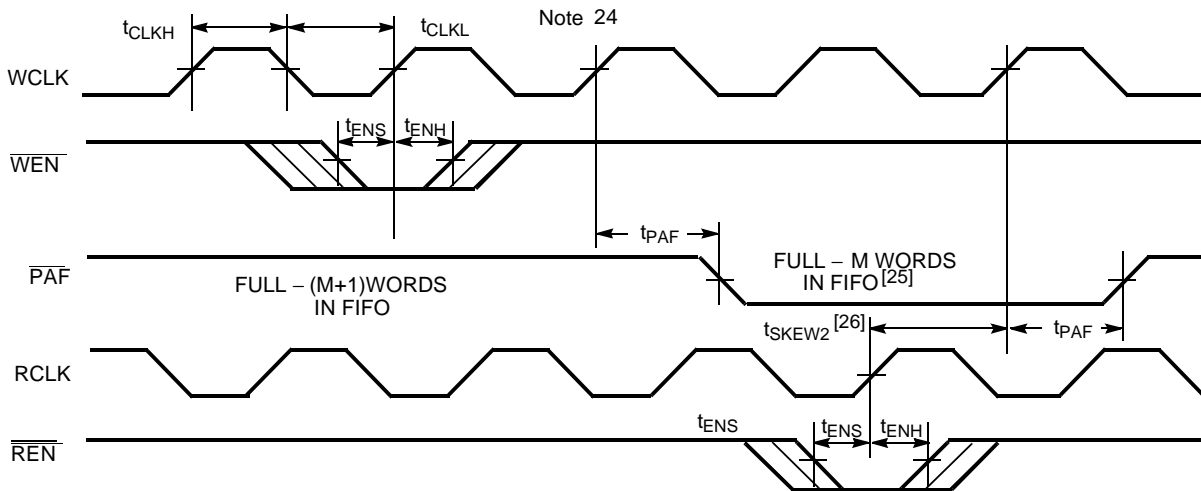 Note 24
tCLKH
tCLKL
WCLK
tENS
tENH
WEN
tPAF
PAF
FULL – (M+1)WORDS
IN FIFO
FULL – M WORDS
IN FIFO[25]
tSKEW2[26]
tPAF
RCLK
tENS
tENS
tENH
REN